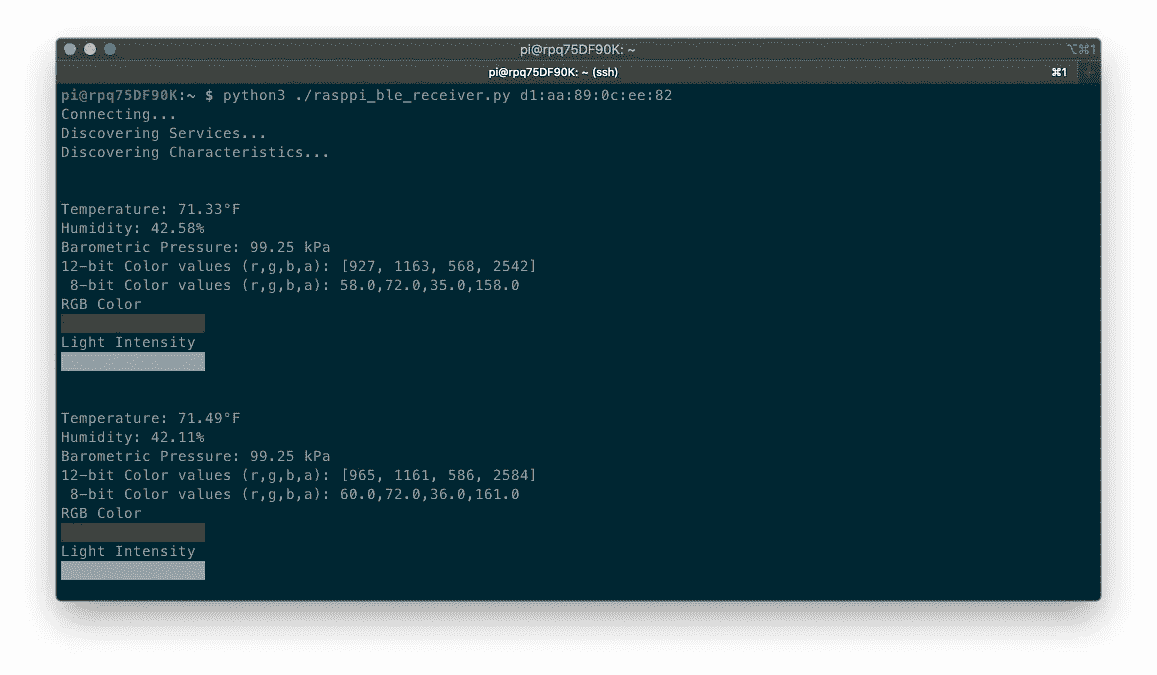 pi@rpq75DF90K: ~
⌥⌘1
pi@rpq75DF90K: ~ (ssh)
⌘1
pi@rpq75DF90K:~ $ python3 ./rasppi_ble_receiver.py d1:aa:89:0c:ee:82
Connecting...
Discovering Services...
Discovering Characteristics...
Temperature: 71.33°F
Humidity: 42.58%
Barometric Pressure: 99.25 kPa
12-bit Color values (r,g,b,a): [927, 1163, 568, 2542]
8-bit Color values (r,g,b,a): 58.0,72.0,35.0,158.0
RGB Color
Light Intensity
Temperature: 71.49°F
Humidity: 42.11%
Barometric Pressure: 99.25 kPa
12-bit Color values (r,g,b,a): [965, 1161, 586, 2584]
8-bit Color values (r,g,b,a): 60.0,72.0,36.0,161.0
RGB Color
Light Intensity